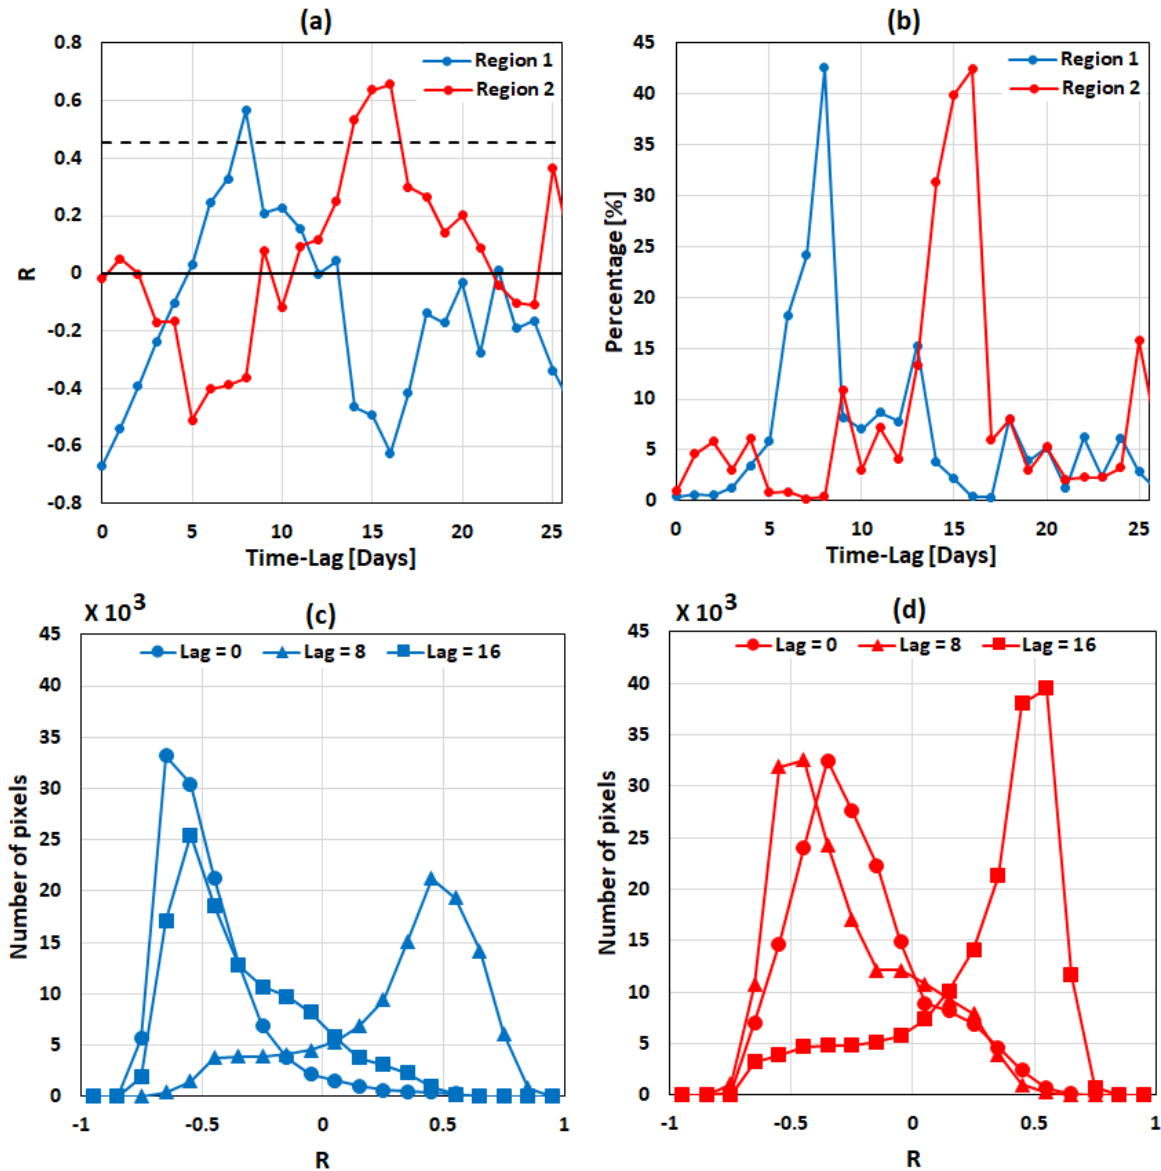 (a)
0.8
0.6
0.4
0.2
0
-0.2
-0.4
-0.6
-0.8
R
Region 1
Region 2
0 5 10 15 20 25
Time-Lag [Days]
(b)
45
40
35
30
25
20
15
10
5
0
Percentage [%]
Region 1
Region 2
0 5 10 15 20 25
Time-Lag [Days]
X 10³
(c)
45
40
35
30
25
20
15
10
5
0
Number of pixels
Lag = 0 Lag = 8 Lag = 16
-1 -0.5 0 0.5 1
R
X 10³
(d)
45
40
35
30
25
20
15
10
5
0
Number of pixels
Lag = 0 Lag = 8 Lag = 16
-1 -0.5 0 0.5 1
R